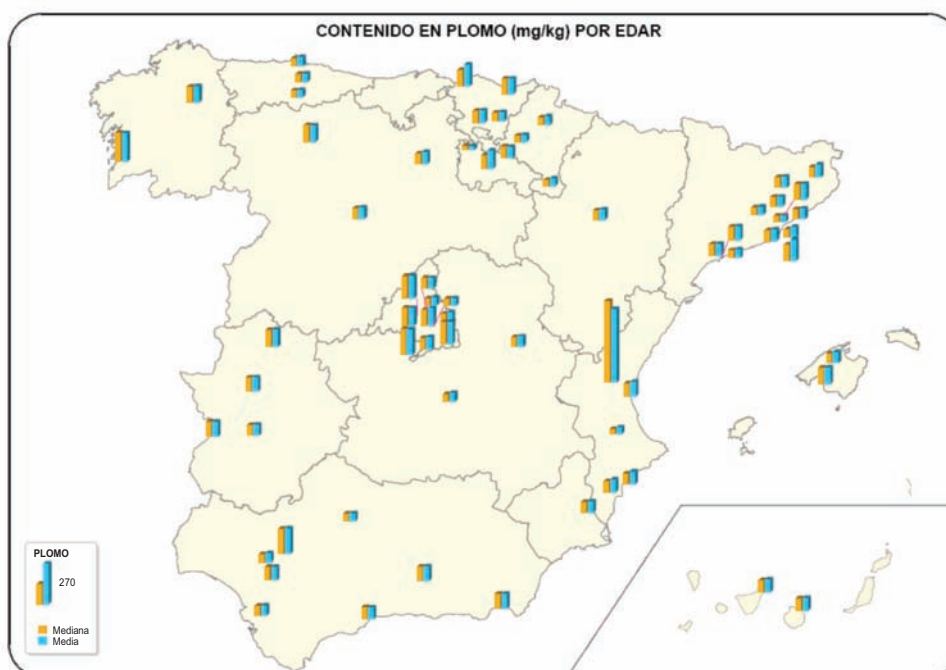 CONTENIDO EN PLOMO (mg/kg) POR EDAR
PLOMO
270
Mediana
Media